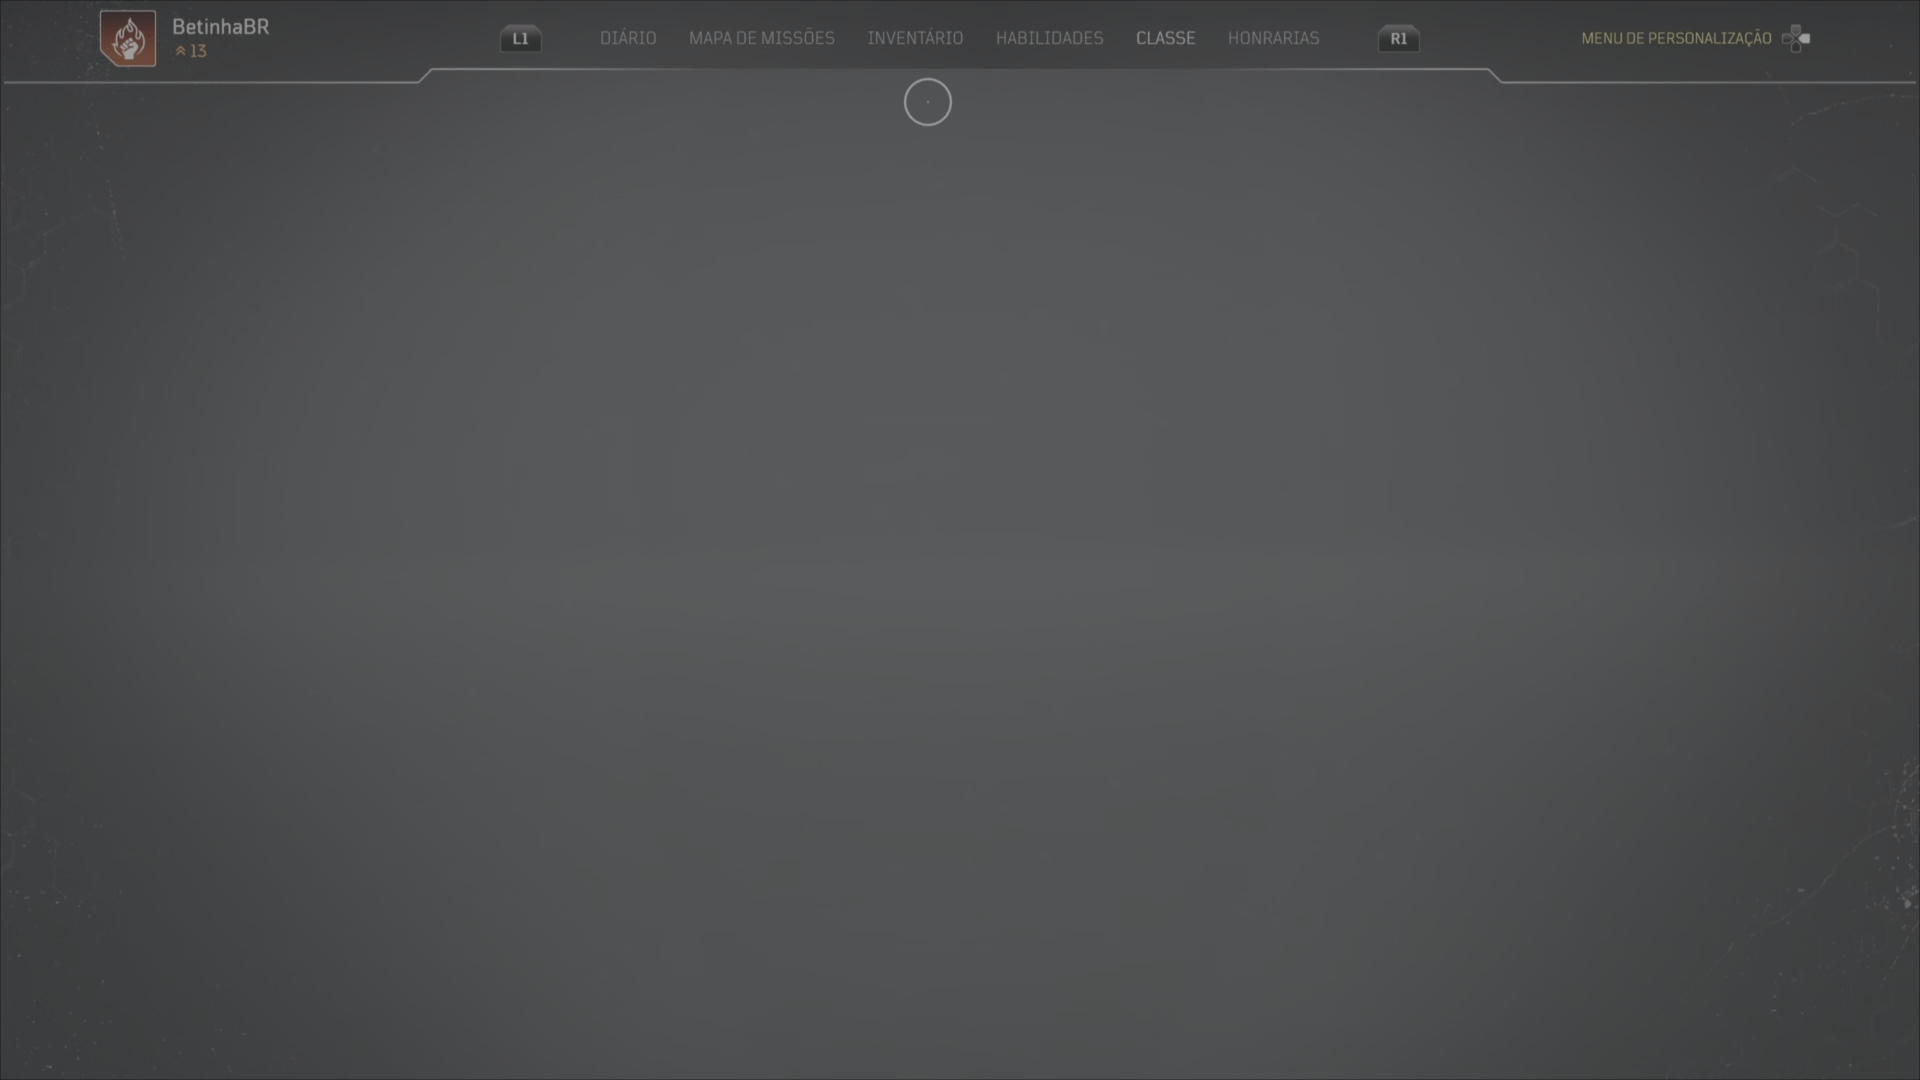 BetinhaBR
13
L1
DIÁRIO
MAPA DE MISSÕES
INVENTÁRIO
HABILIDADES
CLASSE
HONRARIAS
R1
MENU DE PERSONALIZAÇÃO